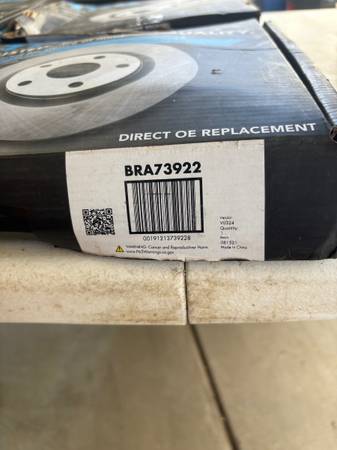 DIRECT OE REPLACEMENT
BRA73922
00191213739228
WARNING: Cancer and Reproductive Harm
www.P65Warnings.ca.gov
Vendor
V0324
Quantity
1
081521
Made in China